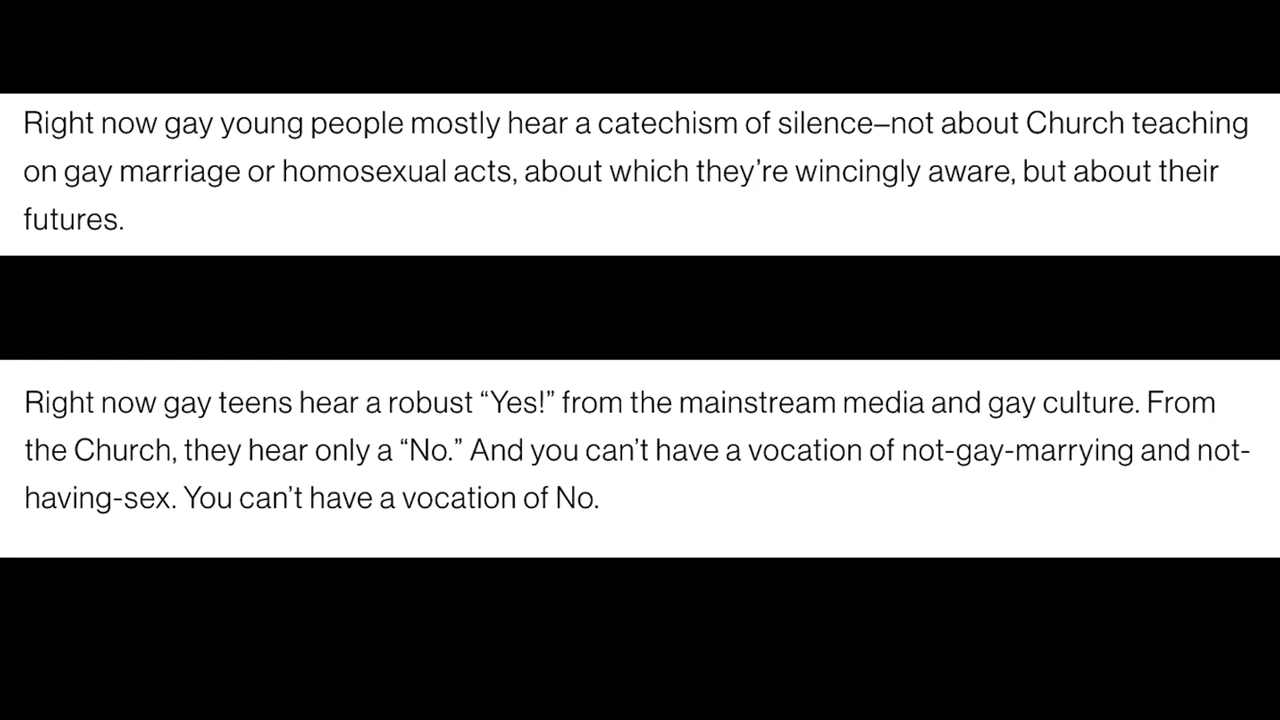 Right now gay young people mostly hear a catechism of silence–not about Church teaching
on gay marriage or homosexual acts, about which they’re wincingly aware, but about their
futures.
Right now gay teens hear a robust “Yes!” from the mainstream media and gay culture. From
the Church, they hear only a “No.” And you can’t have a vocation of not-gay-marrying and not-
having-sex. You can’t have a vocation of No.